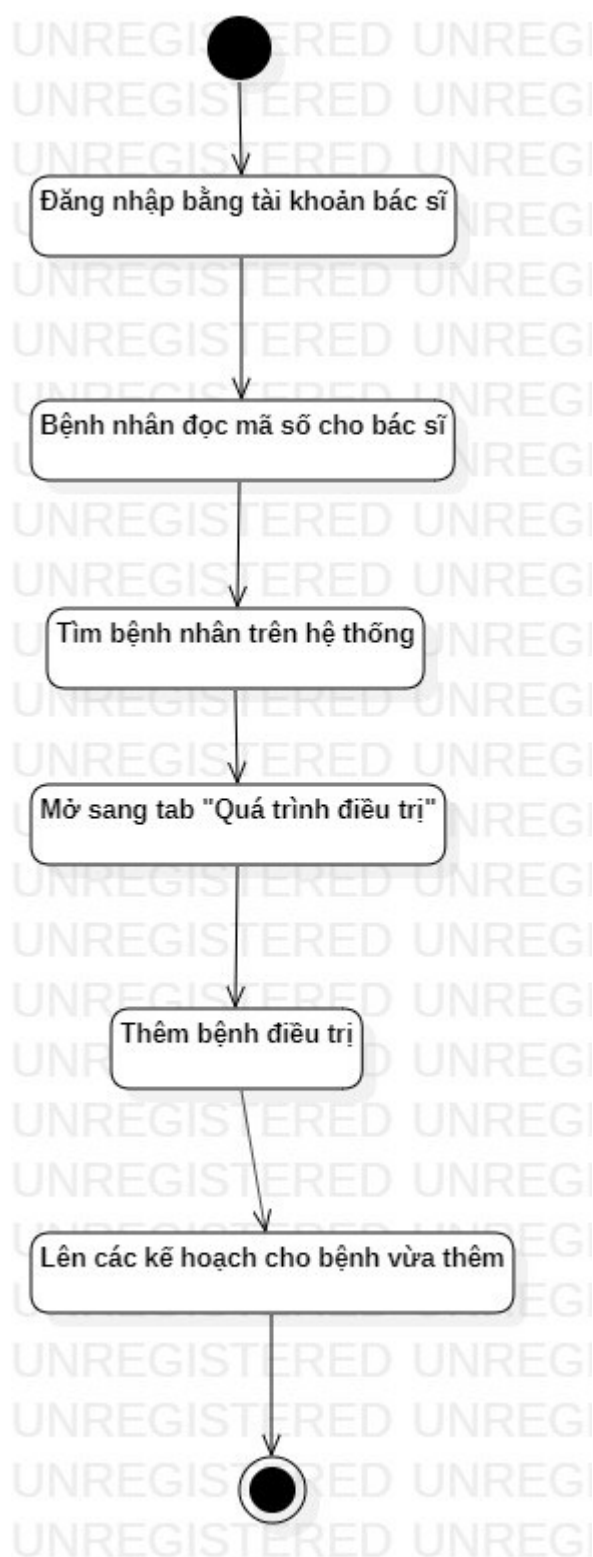 Đăng nhập bằng tài khoản bác sĩ
Bệnh nhân đọc mã số cho bác sĩ
Tìm bệnh nhân trên hệ thống
Mở sang tab "Quá trình điều trị"
Thêm bệnh điều trị
Lên các kế hoạch cho bệnh vừa thêm